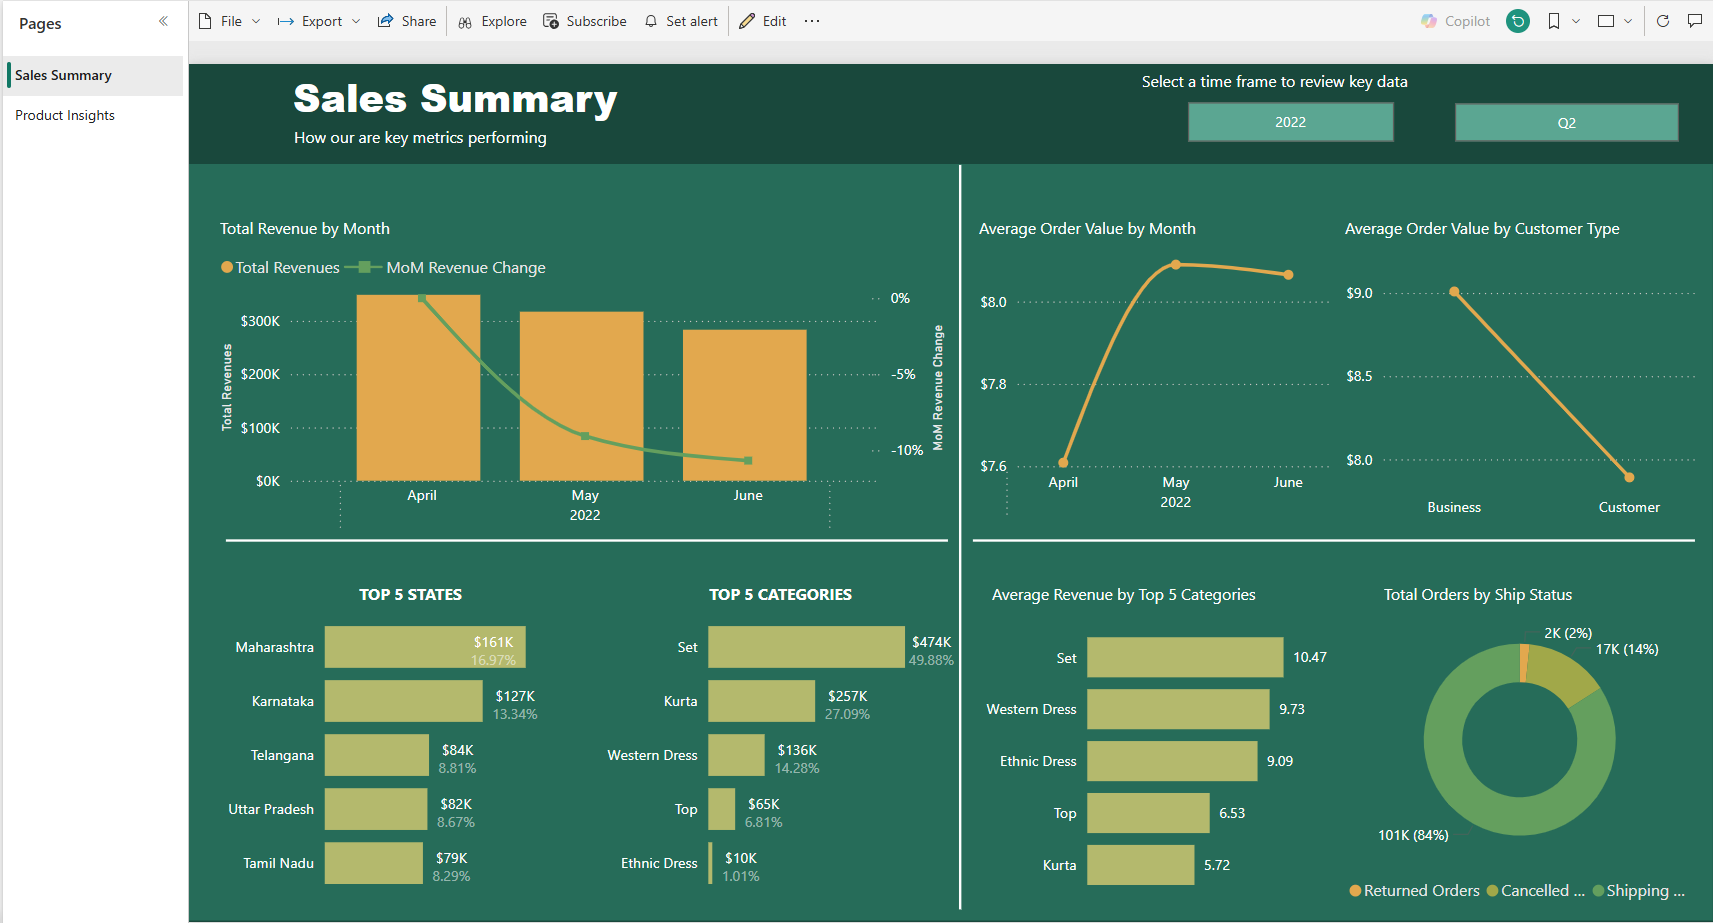 Pages
Sales Summary
Product Insights
File
Export
Share
Explore
Subscribe
Set alert
Edit
Copilot
Sales Summary
How our are key metrics performing
Select a time frame to review key data
2022
Q2
Total Revenue by Month
Total Revenues
MoM Revenue Change
$300K
$200K
$100K
$0K
Total Revenues
0%
-5%
-10%
MoM Revenue Change
April
May
June
2022
Average Order Value by Month
$8.0
$7.8
$7.6
April
May
June
2022
Average Order Value by Customer Type
$9.0
$8.5
$8.0
Business
Customer
TOP 5 STATES
Maharashtra
$161K
16.97%
Karnataka
$127K
13.34%
Telangana
$84K
8.81%
Uttar Pradesh
$82K
8.67%
Tamil Nadu
$79K
8.29%
TOP 5 CATEGORIES
Set
$474K
49.88%
Kurta
$257K
27.09%
Western Dress
$136K
14.28%
Top
$65K
6.81%
Ethnic Dress
$10K
1.01%
Average Revenue by Top 5 Categories
Set
10.47
Western Dress
9.73
Ethnic Dress
9.09
Top
6.53
Kurta
5.72
Total Orders by Ship Status
2K (2%)
17K (14%)
101K (84%)
Returned Orders
Cancelled ...
Shipping ...